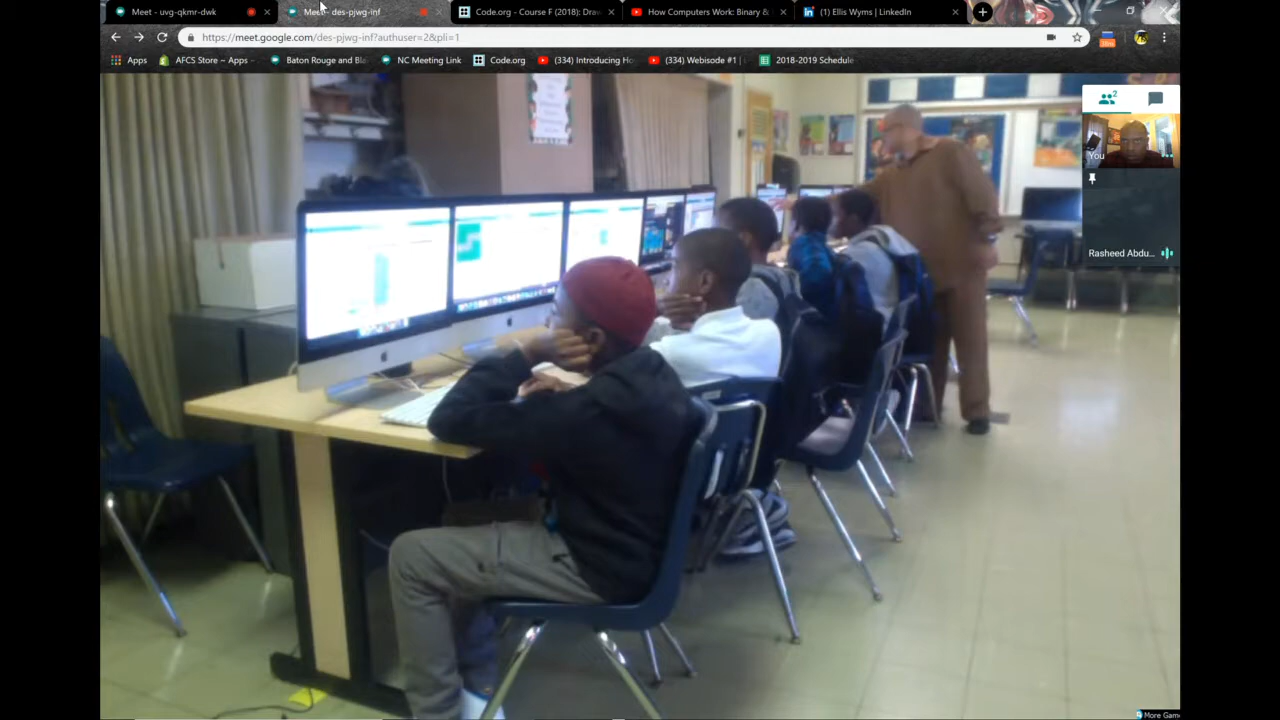 Meet - uvg-qkmr-dwk
Meet - des-pjwg-inf
Code.org - Course F (2018): Draw
How Computers Work: Binary &
(1) Ellis Wyms | LinkedIn
https://meet.google.com/des-pjwg-inf?authuser=2&pli=1
Apps
AFCS Store ~ Apps -
Baton Rouge and Bla
NC Meeting Link
Code.org
(334) Introducing Ho
(334) Webisode #1 |
2018-2019 Schedule
2
You
Rasheed Abdu...
More Gam